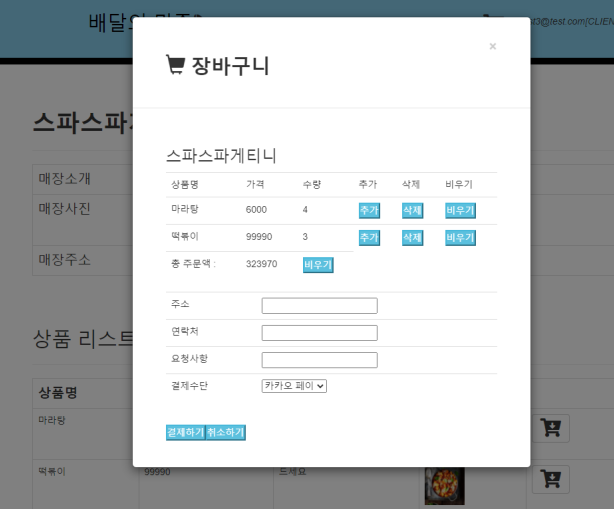 배달의
st3@test.com[CLIEN
×
장바구니
스파스파
매장소개
매장사진
매장주소
스파스파게티니
상품명 가격 수량 추가 삭제 비우기
마라탕 6000 4 추가 삭제 비우기
떡볶이 99990 3 추가 삭제 비우기
총 주문액 : 323970 비우기
주소
연락처
요청사항
결제수단 카카오 페이
결제하기 취소하기
상품 리스트
상품명
마라탕
떡볶이 99990 드세요